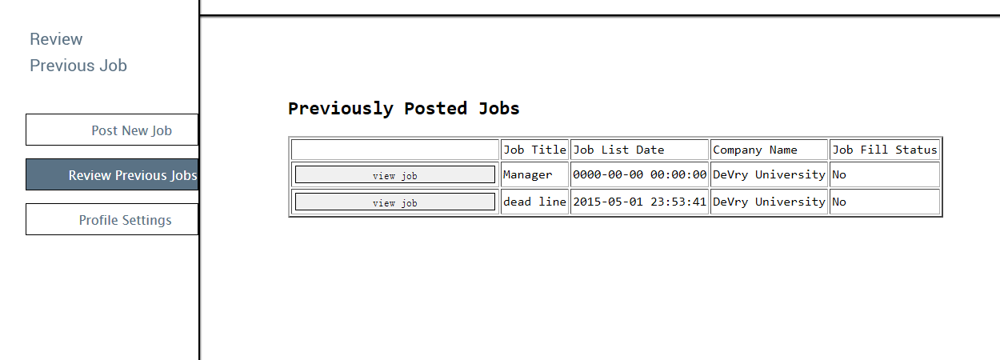 Review
Previous Job
Post New Job
Review Previous Jobs
Profile Settings
Previously Posted Jobs
Job Title Job List Date Company Name Job Fill Status
view job Manager 0000-00-00 00:00:00 DeVry University No
view job dead line 2015-05-01 23:53:41 DeVry University No